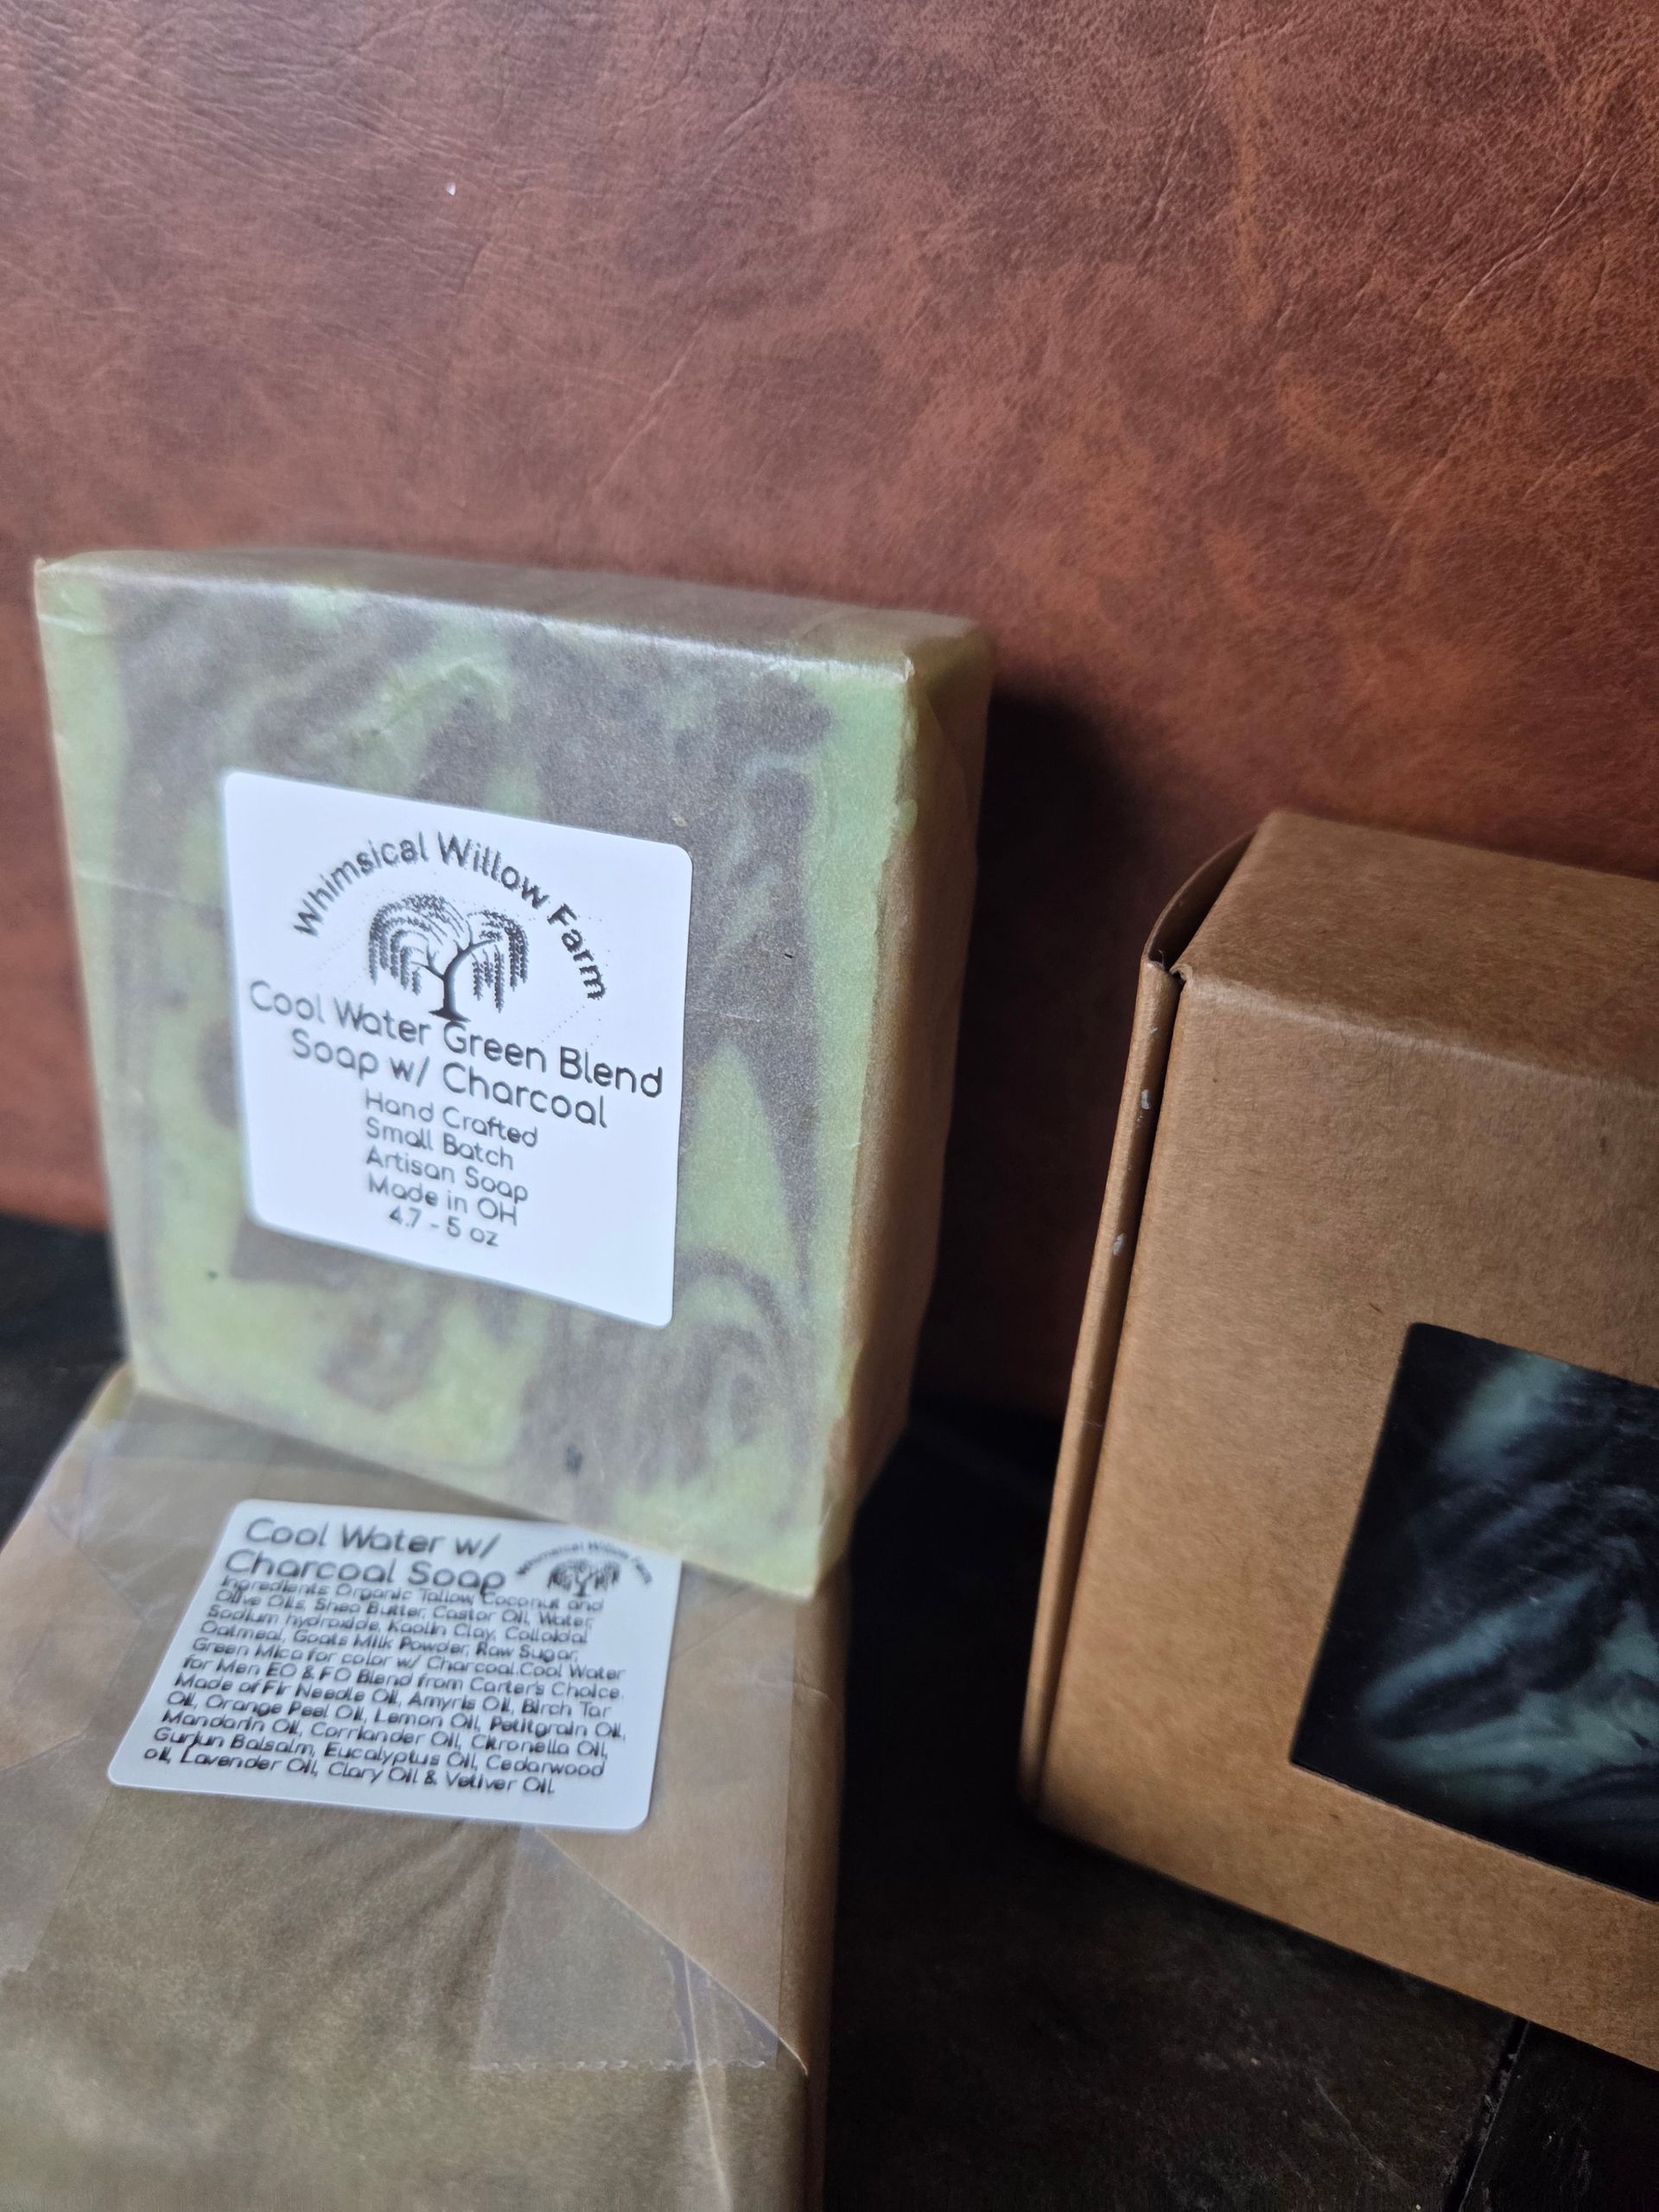 Whimsical Willow Farm
Cool Water Green Blend
Soap w/ Charcoal
Hand Crafted
Small Batch
Artisan Soap
Made in OH
4.7 - 5 oz
Cool Water w/
Charcoal Soap
Whimsical Willow Farm
Ingredients: Organic Tallow, Coconut and
Olive Oils, Shea Butter, Castor Oil, Water,
Sodium hydroxide, Kaolin Clay, Colloidal
Oatmeal, Goats Milk Powder, Raw Sugar,
Green Mica for color w/ Charcoal.Cool Water
for Men EO & FO Blend from Carter's Choice.
Made of Fir Needle Oil, Amyris Oil, Birch Tar
Oil, Orange Peel Oil, Lemon Oil, Petitgrain Oil,
Mandarin Oil, Corriander Oil, Citronella Oil,
Gurjun Balsalm, Eucalyptus Oil, Cedarwood
oil, Lavender Oil, Clary Oil & Vetiver Oil